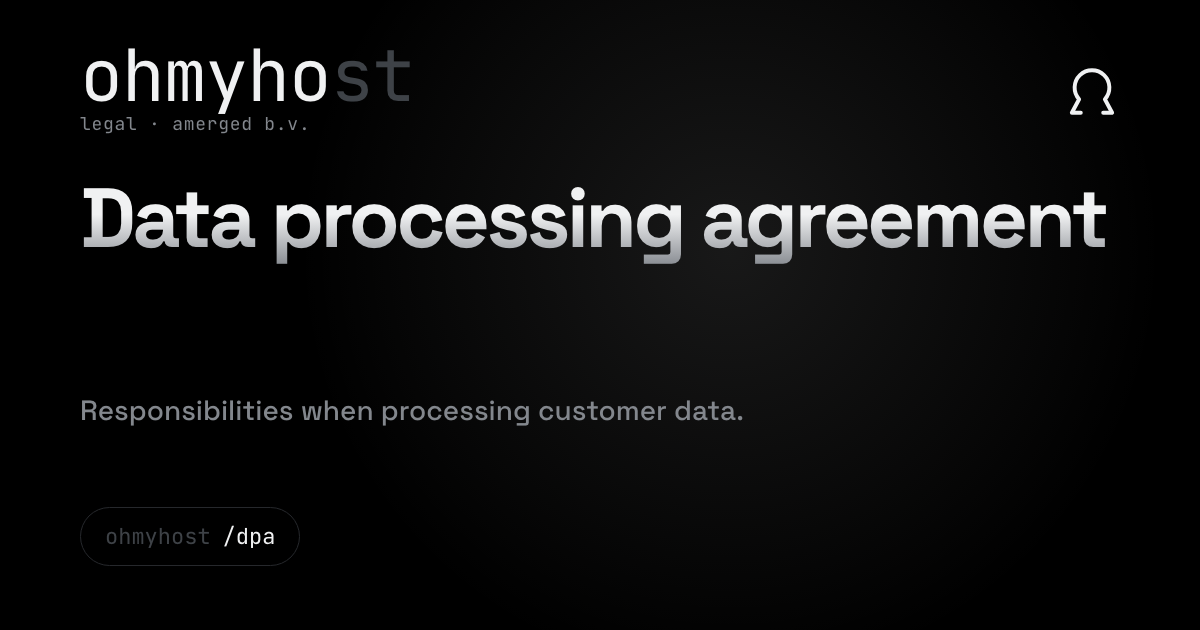 ohmyhost
legal · amerged b.v.
Data processing agreement
Responsibilities when processing customer data.
ohmyhost /dpa